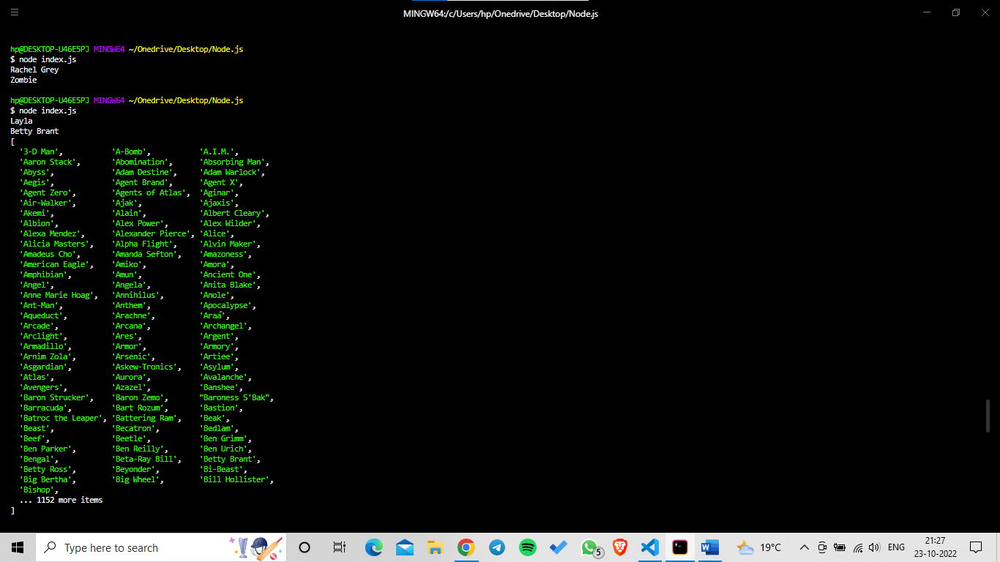 MINGW64:/c/Users/hp/Onedrive/Desktop/Node.js
hp@DESKTOP-U46E5PJ MINGW64 ~/Onedrive/Desktop/Node.js
$ node index.js
Rachel Grey
Zombie
hp@DESKTOP-U46E5PJ MINGW64 ~/Onedrive/Desktop/Node.js
$ node index.js
Layla
Betty Brant
[
'3-D Man', 'A-Bomb', 'A.I.M.',
'Aaron Stack', 'Abomination', 'Absorbing Man',
'Abyss', 'Adam Destine', 'Adam Warlock',
'Aegis', 'Agent Brand', 'Agent X',
'Agent Zero', 'Agents of Atlas', 'Aginar',
'Air-Walker', 'Ajak', 'Ajaxis',
'Akemi', 'Alain', 'Albert Cleary',
'Albion', 'Alex Power', 'Alex Wilder',
'Alexa Mendez', 'Alexander Pierce', 'Alice',
'Alicia Masters', 'Alpha Flight', 'Alvin Maker',
'Amadeus Cho', 'Amanda Sefton', 'Amazoness',
'American Eagle', 'Amiko', 'Amora',
'Amphibian', 'Amun', 'Ancient One',
'Angel', 'Angela', 'Anita Blake',
'Anne Marie Hoag', 'Annihilus', 'Anole',
'Ant-Man', 'Anthem', 'Apocalypse',
'Aqueduct', 'Arachne',
'Arcade', 'Arcana', 'Archangel',
'Arclight', 'Ares', 'Argent',
'Armadillo', 'Armor', 'Armory',
'Arnim Zola', 'Arsenic', 'Artiee',
'Asgardian', 'Askew-Tronics', 'Asylum',
'Atlas', 'Aurora', 'Avalanche',
'Avengers', 'Azazel', 'Banshee',
'Baron Strucker', 'Baron Zemo', "Baroness S'Bak",
'Barracuda', 'Bart Rozum', 'Bastion',
'Batroc the Leaper', 'Battering Ram', 'Beak',
'Beast', 'Becatron', 'Bedlam',
'Beef', 'Beetle', 'Ben Grimm',
'Ben Parker', 'Ben Reilly', 'Ben Urich',
'Bengal', 'Beta-Ray Bill', 'Betty Brant',
'Betty Ross', 'Beyonder', 'Bi-Beast',
'Big Bertha', 'Big Wheel', 'Bill Hollister',
'Bishop',
... 1152 more items
]
Type here to search
5
19°C
ENG
21:27
23-10-2022